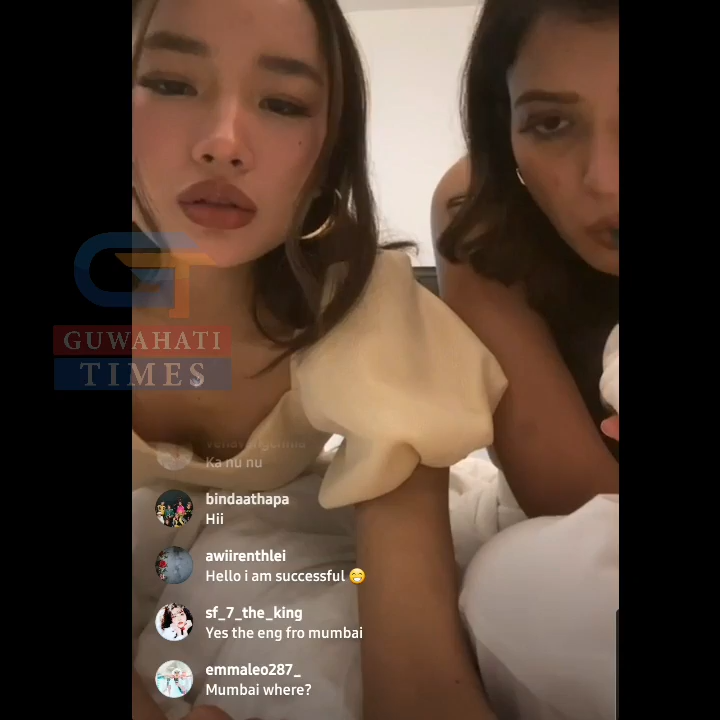 GT
GUWAHATI
TIMES
Ka nu nu
bindaathapa
Hii
awiirenthlei
Hello i am successful 😁
sf_7_the_king
Yes the eng fro mumbai
emmaleo287_
Mumbai where?